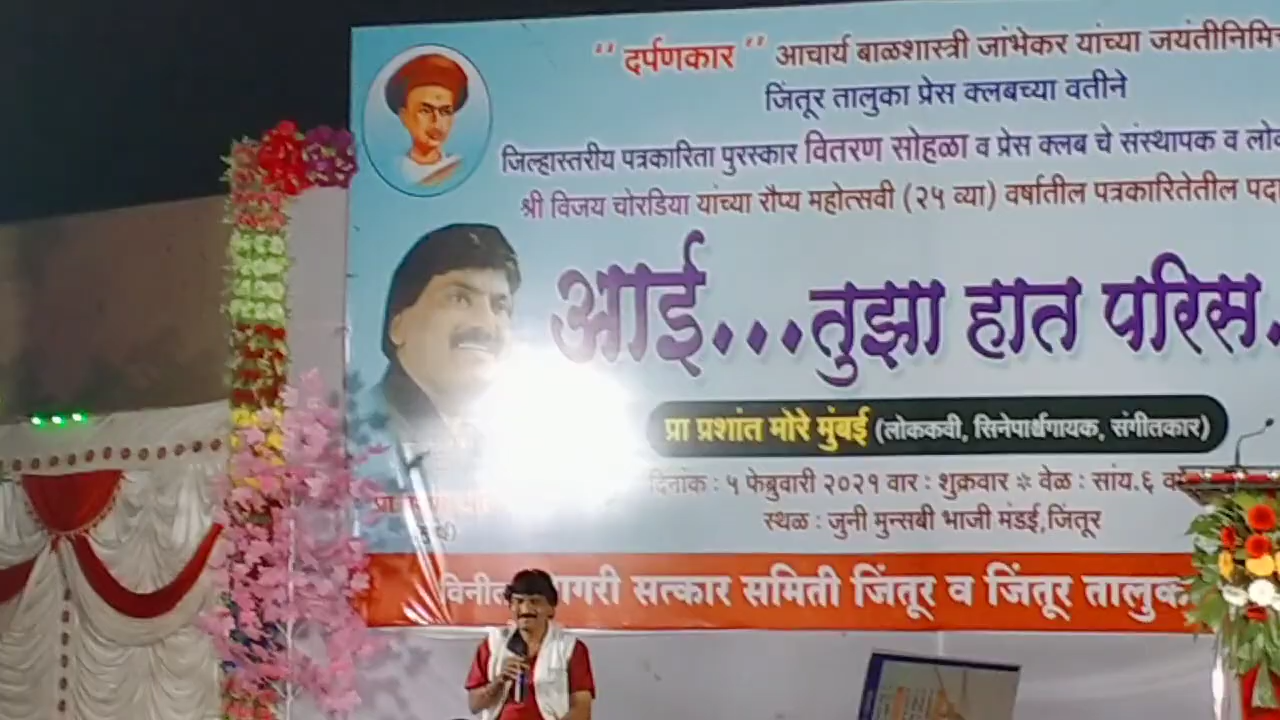 " दर्पणकार " आचार्य बाळशास्त्री जांभेकर यांच्या जयंतीनिमि
जिंतूर तालुका प्रेस क्लबच्या वतीने
जिल्हास्तरीय पत्रकारिता पुरस्कार वितरण सोहळा व प्रेस क्लब चे संस्थापक व लो
श्री विजय चोरडिया यांच्या रौप्य महोत्सवी (२५ व्या) वर्षातील पत्रकारितेतील पदा
आई...तुझा हात परिस.
प्रा प्रशांत मोरे मुंबई (लोककवी, सिनेपार्श्वगायक, संगीतकार)
दिनांक : ५ फेब्रुवारी २०२१ वार : शुक्रवार ❊ वेळ : सांय.६ व
स्थळ : जुनी मुन्सबी भाजी मंडई,जिंतूर
विनीत गरी सत्कार समिती जिंतूर व जिंतूर तालुक